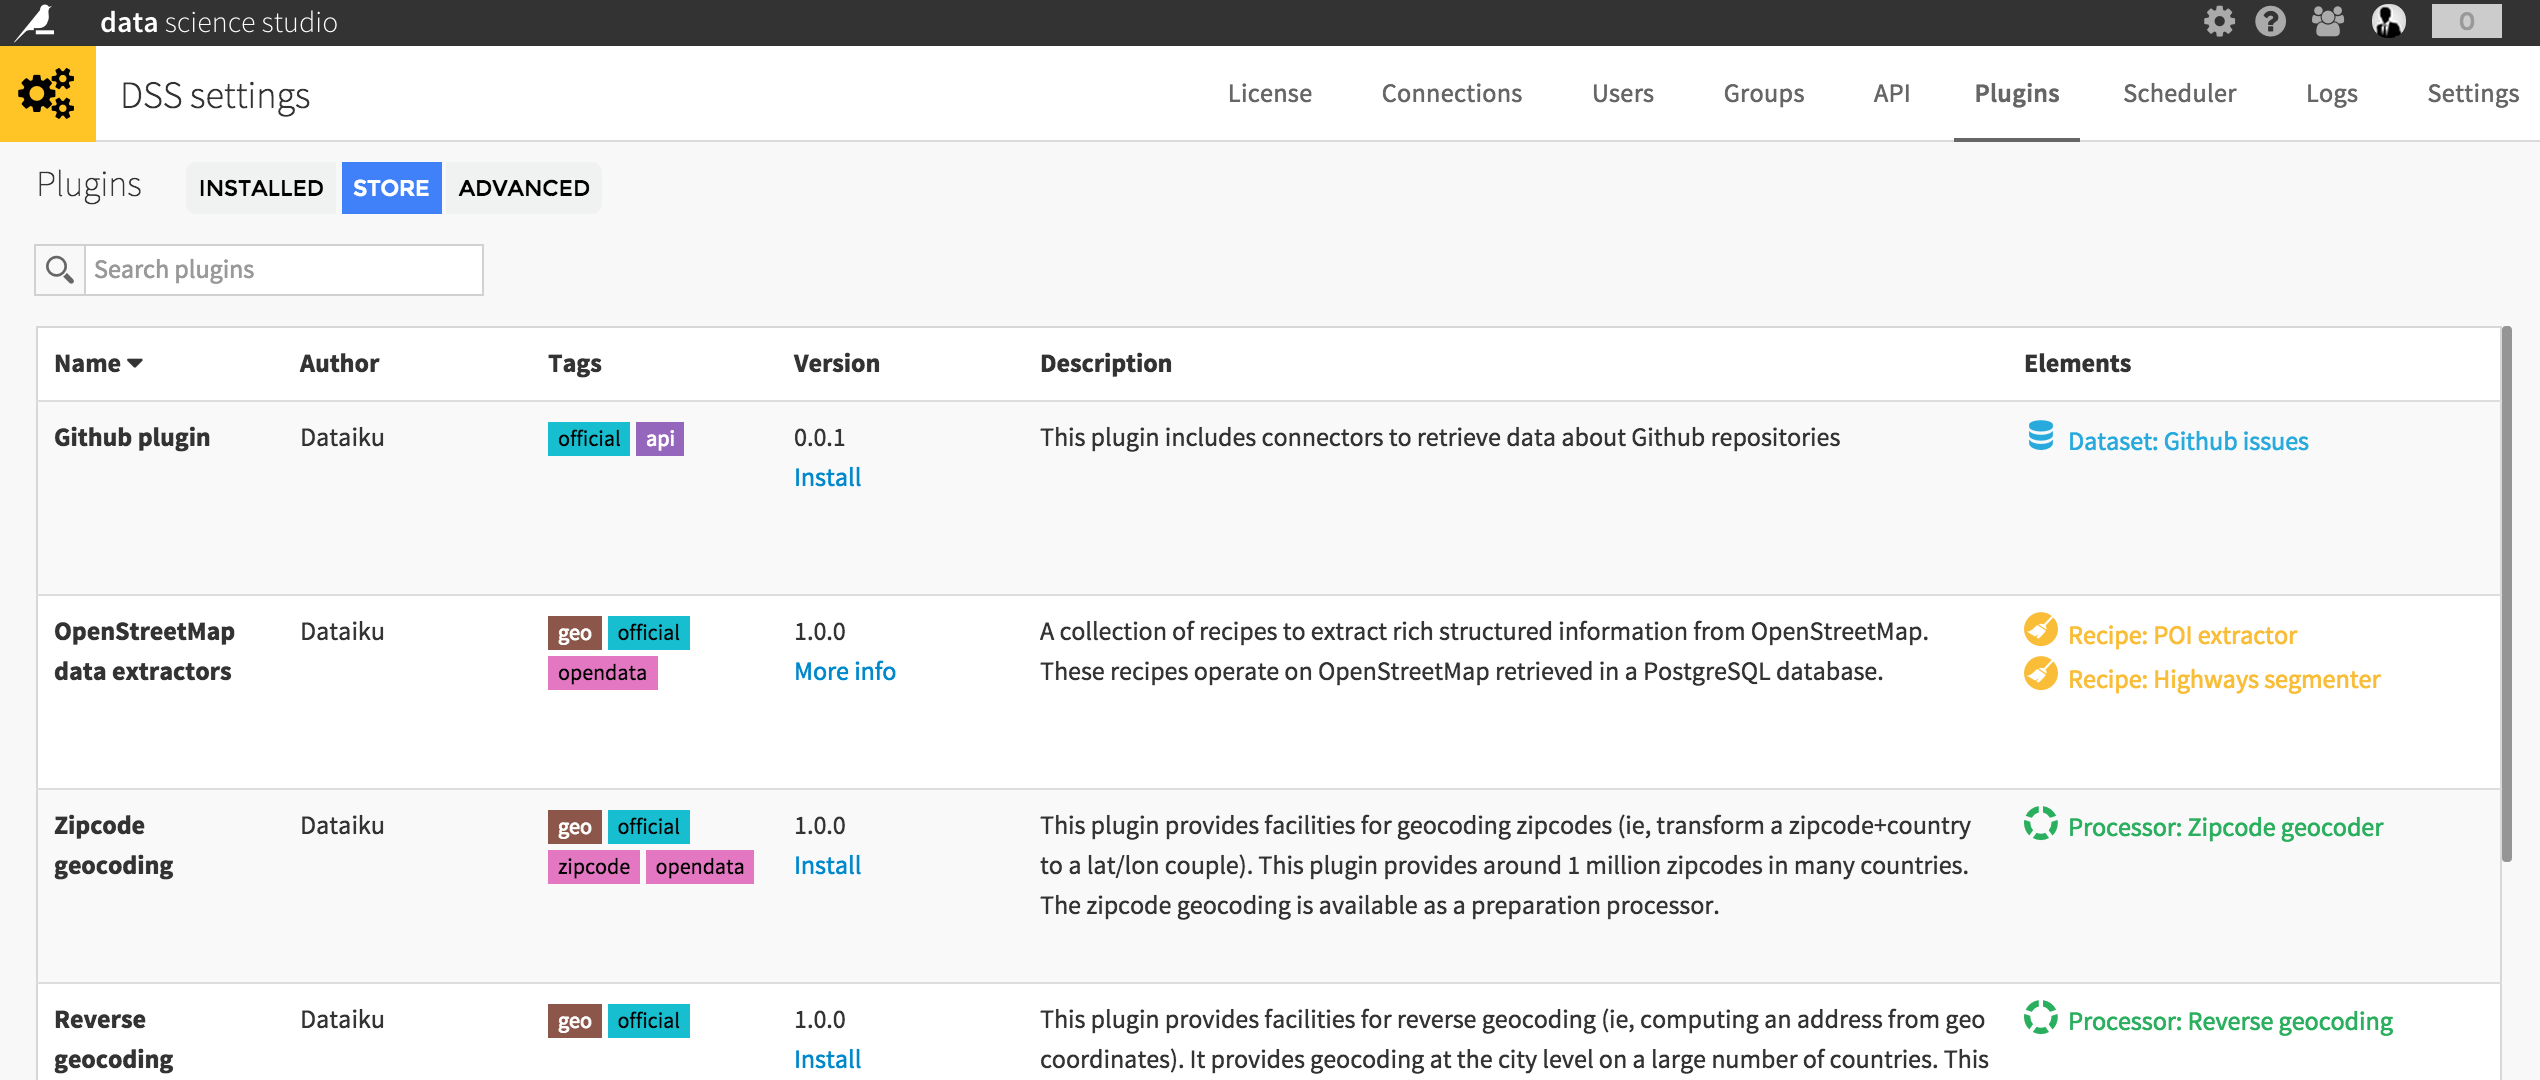 data science studio
0
DSS settings
License Connections Users Groups API Plugins Scheduler Logs Settings
Plugins INSTALLED STORE ADVANCED
Search plugins
Name Author Tags Version Description Elements
Github plugin Dataiku official api 0.0.1 This plugin includes connectors to retrieve data about Github repositories Dataset: Github issues
Install
OpenStreetMap Dataiku geo official 1.0.0 A collection of recipes to extract rich structured information from OpenStreetMap. Recipe: POI extractor
data extractors opendata More info These recipes operate on OpenStreetMap retrieved in a PostgreSQL database. Recipe: Highways segmenter
Zipcode Dataiku geo official 1.0.0 This plugin provides facilities for geocoding zipcodes (ie, transform a zipcode+country Processor: Zipcode geocoder
geocoding zipcode opendata Install to a lat/lon couple). This plugin provides around 1 million zipcodes in many countries.
The zipcode geocoding is available as a preparation processor.
Reverse Dataiku geo official 1.0.0 This plugin provides facilities for reverse geocoding (ie, computing an address from geo Processor: Reverse geocoding
geocoding Install coordinates). It provides geocoding at the city level on a large number of countries. This